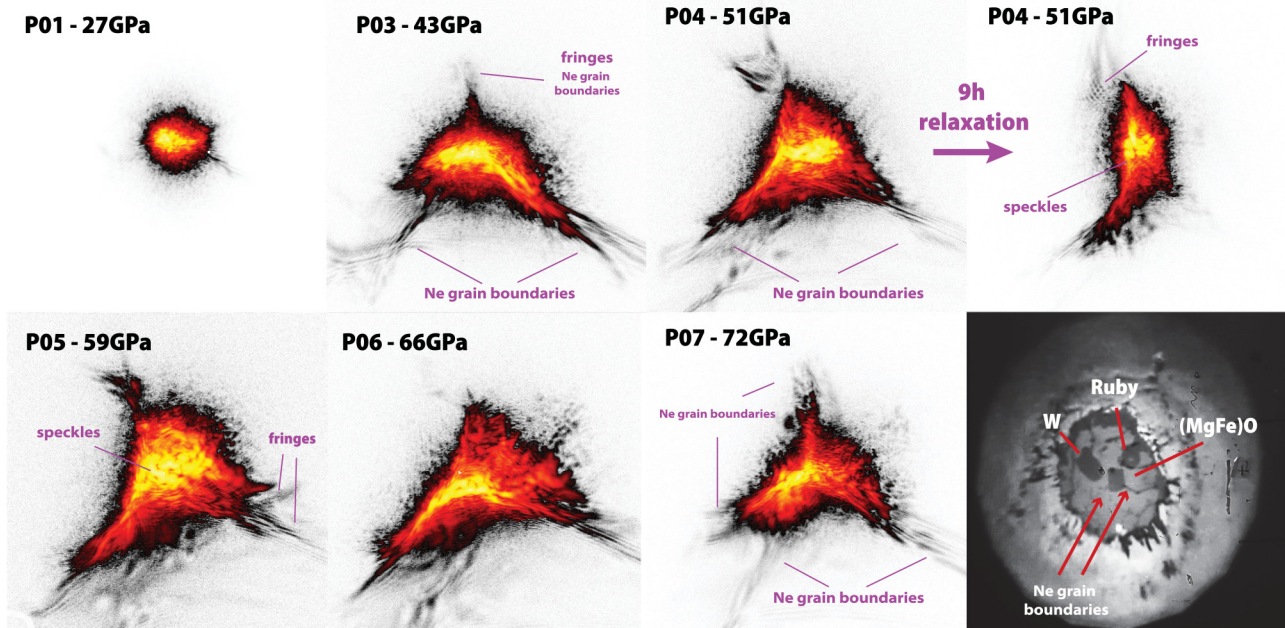 P01 - 27GPa
P03 - 43GPa
fringes
Ne grain
boundaries
Ne grain boundaries
P04 - 51GPa
Ne grain boundaries
9h
relaxation
P04 - 51GPa
fringes
speckles
P05 - 59GPa
speckles
fringes
P06 - 66GPa
P07 - 72GPa
Ne grain boundaries
Ne grain boundaries
Ruby
W
(MgFe)O
Ne grain
boundaries